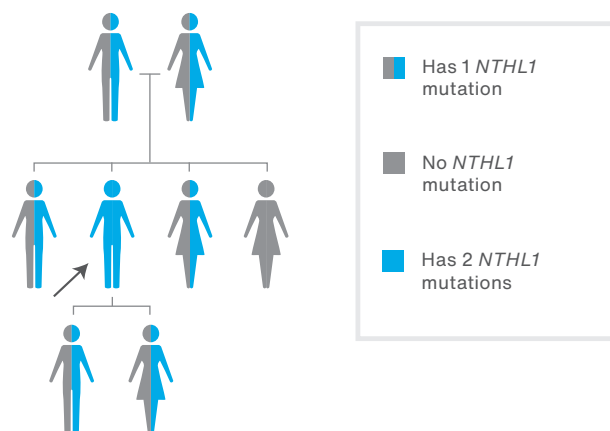 Has 1 NTHL1
mutation
No NTHL1
mutation
Has 2 NTHL1
mutations